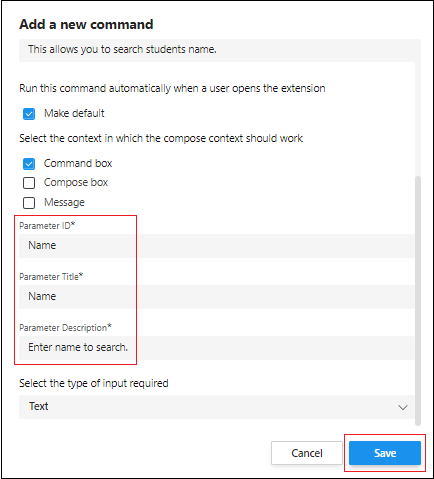 Add a new command
This allows you to search students name.
Run this command automatically when a user opens the extension
Make default
Select the context in which the compose context should work
Command box
Compose box
Message
Parameter ID*
Name
Parameter Title*
Name
Parameter Description*
Enter name to search.
Select the type of input required
Text
Cancel
Save